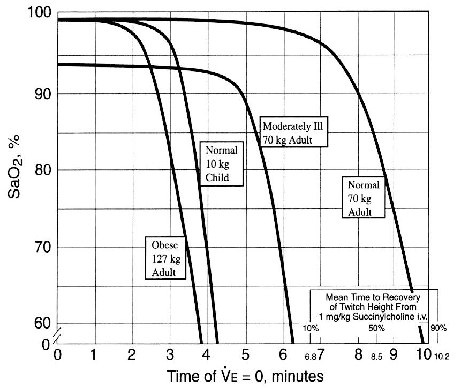 100
90
80
70
60
0
SaO2, %
Normal
10 kg
Child
Moderately Ill
70 kg Adult
Normal
70 kg
Adult
Obese
127 kg
Adult
Mean Time to Recovery
of Twitch Height From
1 mg/kg Succinylcholine i.v.
10% 50% 90%
0 1 2 3 4 5 6 6.8 7 8 8.5 9 10 10.2
Time of V̇E = 0, minutes